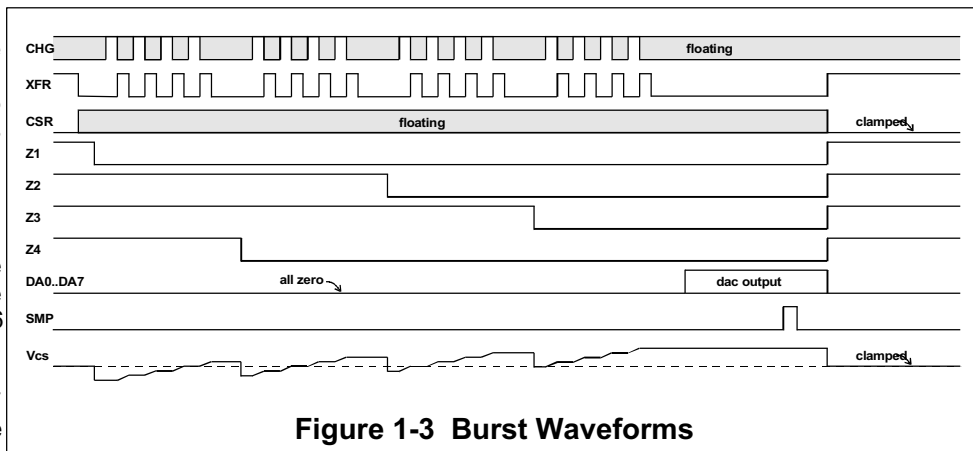 CHG
floating
XFR
CSR
floating
clamped
Z1
Z2
Z3
Z4
DA0..DA7
all zero
dac output
SMP
Vcs
clamped
Figure 1-3 Burst Waveforms